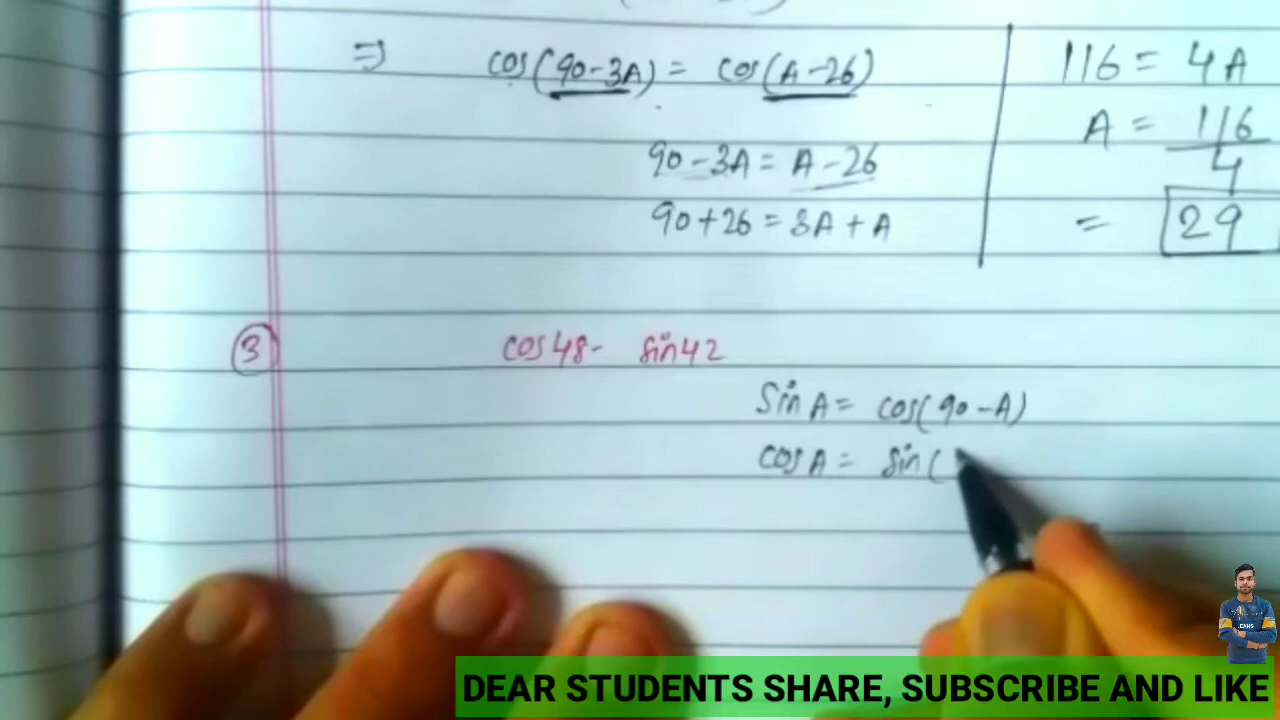 ⇒ cos(90-3A) = cos(A-26)
90-3A = A-26
90+26 = 3A+A
116 = 4A
A = 116/4
= 29
3 cos48- sin42
Sin A = cos(90-A)
cos A = sin(
DEAR STUDENTS SHARE, SUBSCRIBE AND LIKE